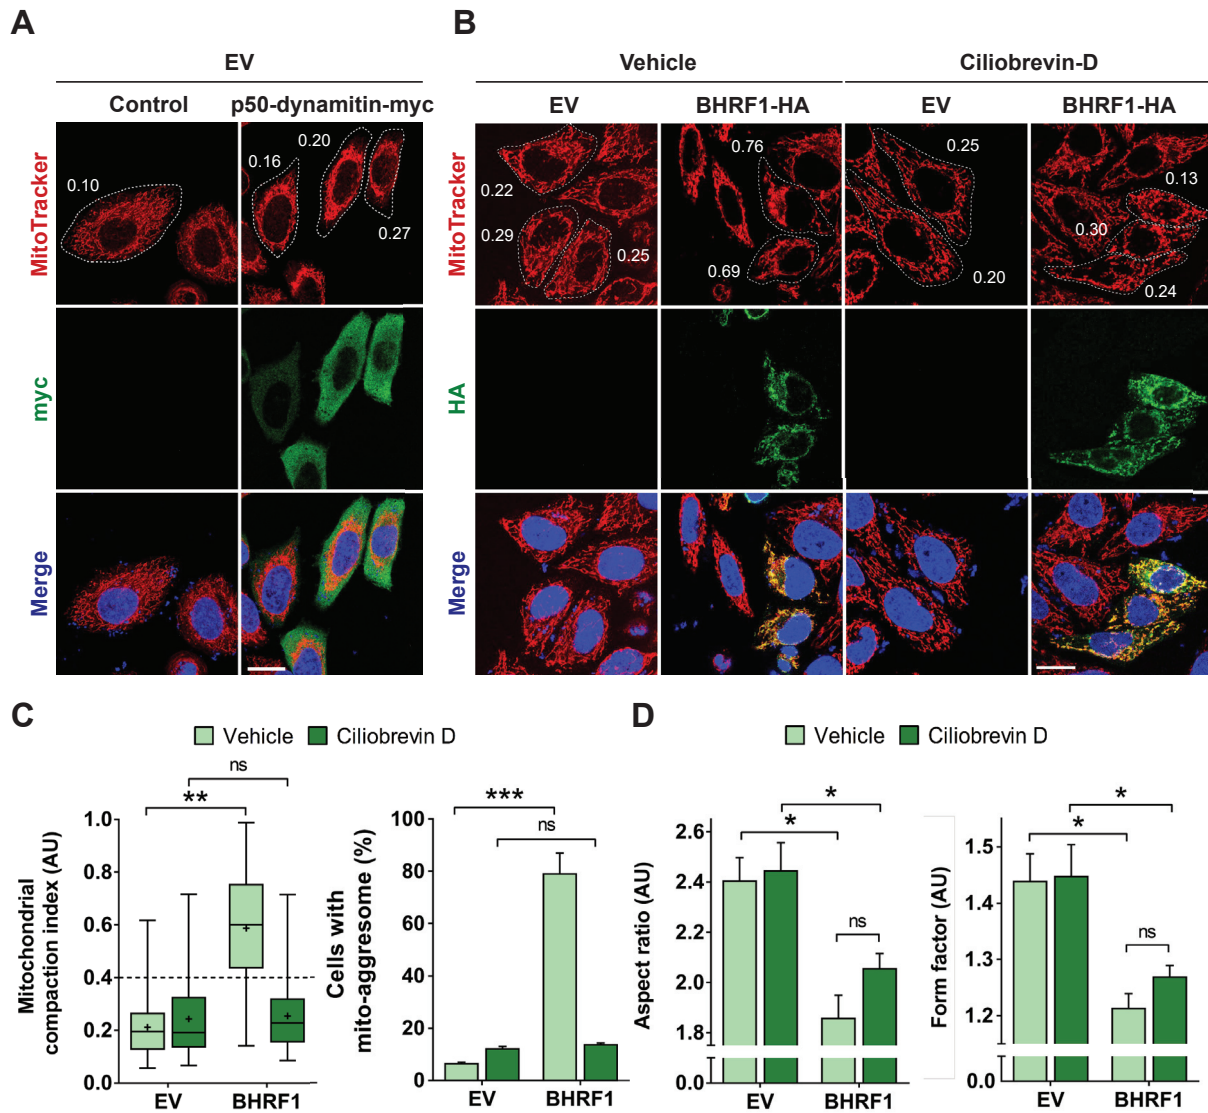 A
B
EV
Vehicle
Ciliobrevin-D
Control
p50-dynamitin-myc
EV
BHRF1-HA
EV
BHRF1-HA
MitoTracker
0.10
0.16
0.20
0.27
MitoTracker
0.22
0.29
0.25
0.76
0.69
0.25
0.20
0.13
0.30
0.24
myc
HA
Merge
Merge
C
Vehicle
Ciliobrevin D
Mitochondrial
compaction index (AU)
1.0
0.8
0.6
0.4
0.2
0.0
ns
**
EV
BHRF1
Cells with
mito-aggresome (%)
100
80
60
40
20
0
***
ns
EV
BHRF1
D
Vehicle
Ciliobrevin D
Aspect ratio (AU)
2.6
2.4
2.2
2.0
1.8
0.0
*
*
ns
EV
BHRF1
Form factor (AU)
1.5
1.4
1.3
1.2
0.0
*
*
ns
EV
BHRF1